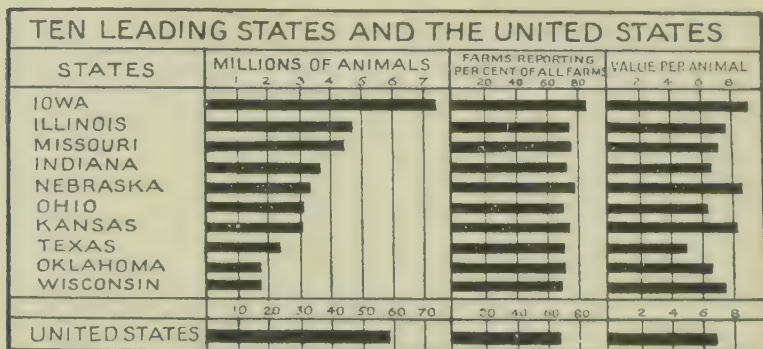 TEN LEADING STATES AND THE UNITED STATES
STATES
MILLIONS OF ANIMALS
1 2 3 4 5 6 7
FARMS REPORTING
PER CENT OF ALL FARMS
20 40 60 80
VALUE PER ANIMAL
2 4 6 8
IOWA
ILLINOIS
MISSOURI
INDIANA
NEBRASKA
OHIO
KANSAS
TEXAS
OKLAHOMA
WISCONSIN
10 20 30 40 50 60 70
20 40 60 80
2 4 6 8
UNITED STATES